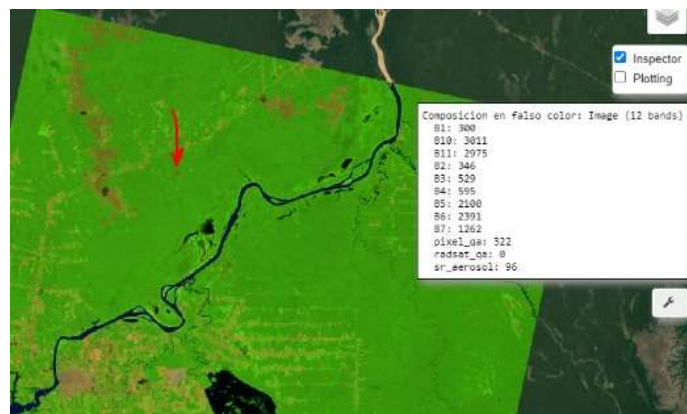 Inspector
Plotting
Composicion en falso color: Image (12 bands)
B1: 300
B10: 3011
B11: 2975
B2: 346
B3: 529
B4: 595
B5: 2100
B6: 2391
B7: 1262
pixel_qa: 322
radsat_qa: 0
sr_aerosol: 96